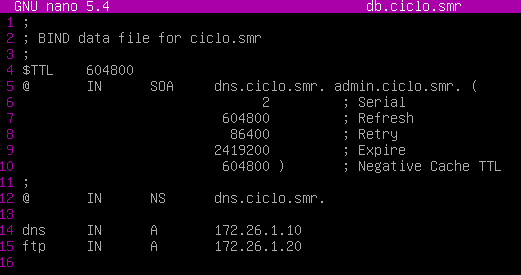 GNU nano 5.4 db.ciclo.smr
1 ;
2 ; BIND data file for ciclo.smr
3 ;
4 $TTL 604800
5 @ IN SOA dns.ciclo.smr. admin.ciclo.smr. (
6 2 ; Serial
7 604800 ; Refresh
8 86400 ; Retry
9 2419200 ; Expire
10 604800 ) ; Negative Cache TTL
11 ;
12 @ IN NS dns.ciclo.smr.
13
14 dns IN A 172.26.1.10
15 ftp IN A 172.26.1.20
16